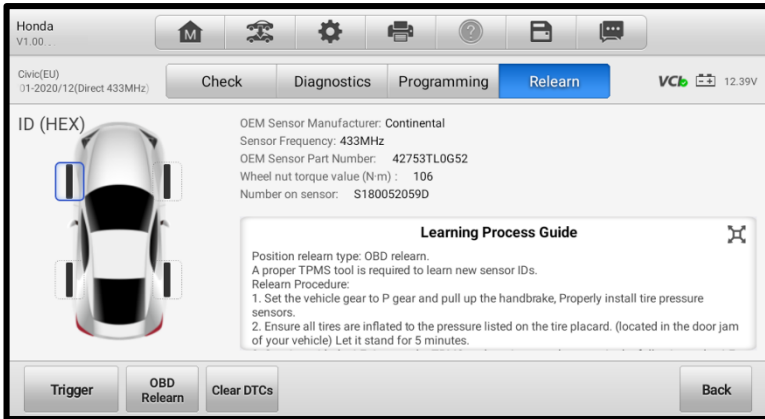 Honda
V1.00...
M
?
Civic(EU)
01-2020/12(Direct 433MHz)
Check
Diagnostics
Programming
Relearn
VCI
12.39V
ID (HEX)
OEM Sensor Manufacturer: Continental
Sensor Frequency: 433MHz
OEM Sensor Part Number: 42753TL0G52
Wheel nut torque value (N·m) : 106
Number on sensor: S180052059D
Learning Process Guide
Position relearn type: OBD relearn.
A proper TPMS tool is required to learn new sensor IDs.
Relearn Procedure:
1. Set the vehicle gear to P gear and pull up the handbrake, Properly install tire pressure
sensors.
2. Ensure all tires are inflated to the pressure listed on the tire placard. (located in the door jam
of your vehicle) Let it stand for 5 minutes.
Trigger
OBD
Relearn
Clear DTCs
Back